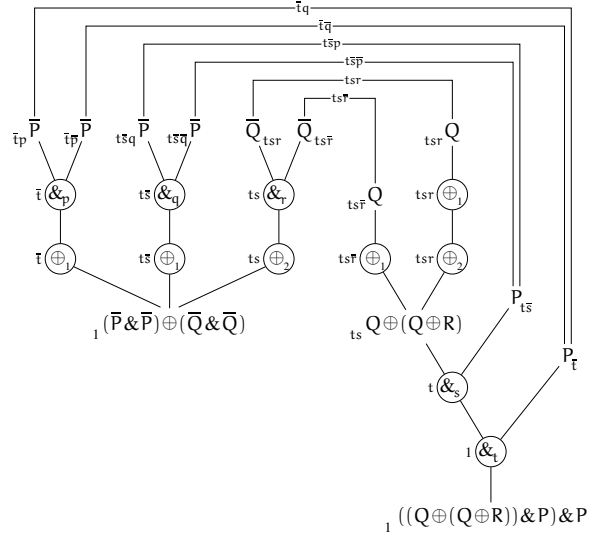 t̄q
t̄q
ts̄p
ts̄p̄
tsr
tsr̄
t̄p P̄ t̄p̄ P̄ ts̄q P̄ ts̄q̄ P̄ Q̄ tsr Q̄ tsr̄ tsr Q
t̄ &p ts̄ &q ts &r tsr̄ Q tsr ⊕1
t̄ ⊕1 ts̄ ⊕1 ts ⊕2 tsr̄ ⊕1 tsr ⊕2
P ts̄
1 (P̄&P̄)⊕(Q̄&Q̄) ts Q⊕(Q⊕R)
P t̄
t &s
1 &t
1 ((Q⊕(Q⊕R))&P)&P